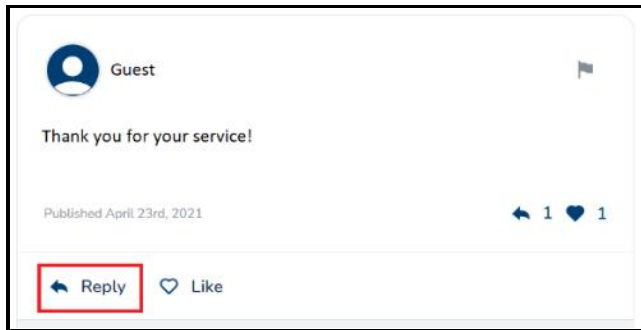 Guest
Thank you for your service!
Published April 23rd, 2021
1 1
Reply Like